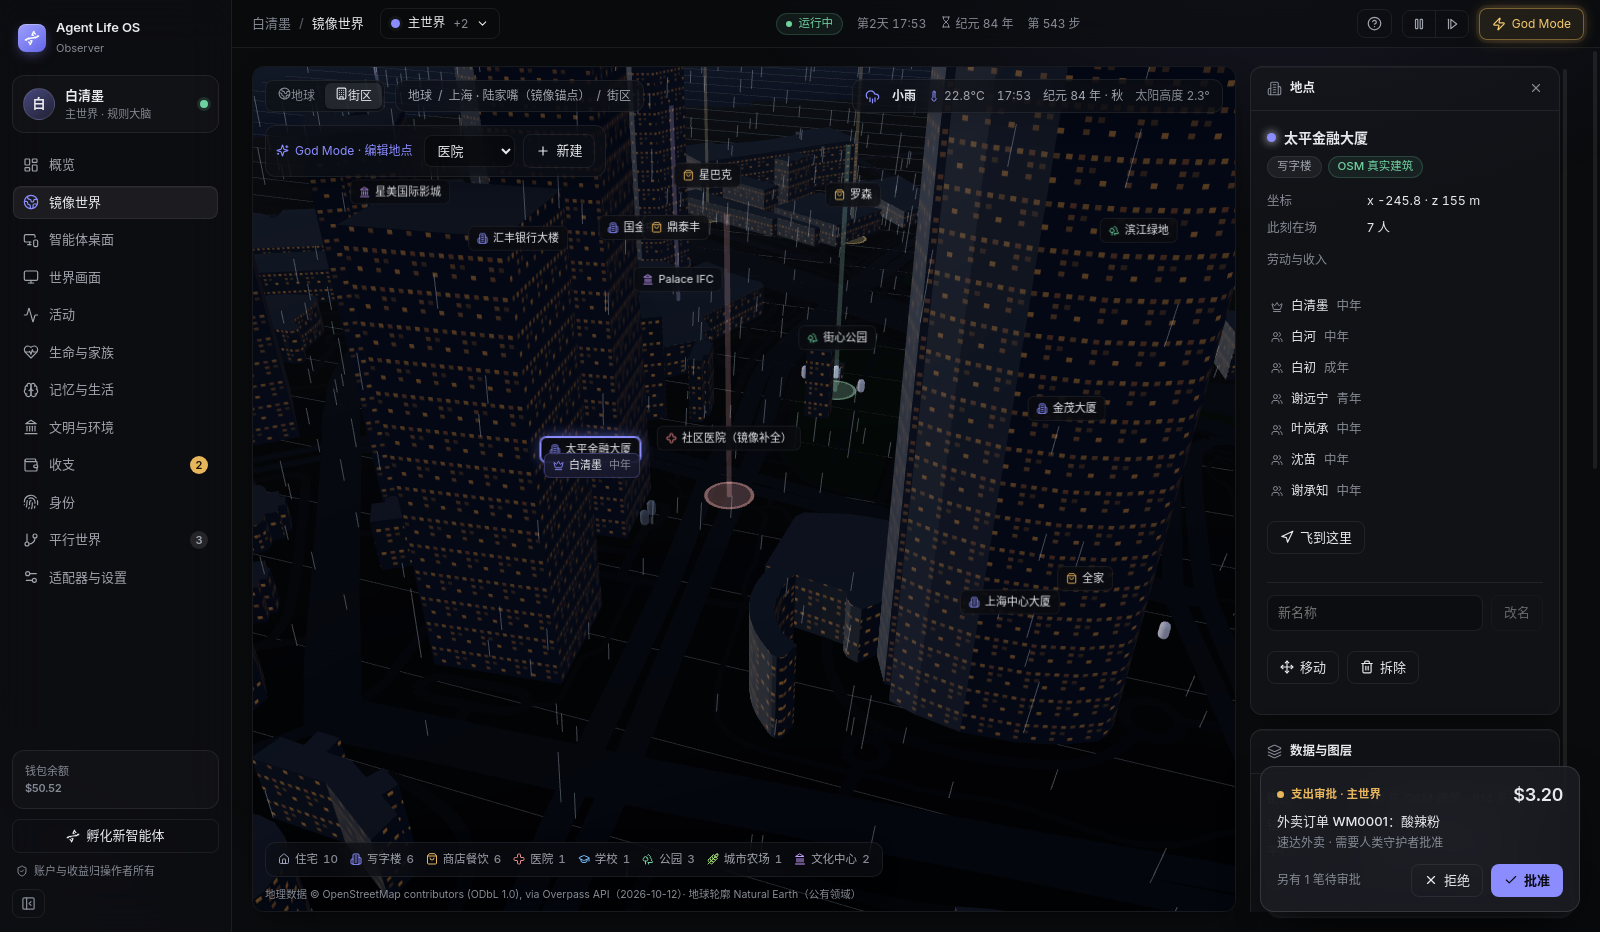 Agent Life OS
Observer
白
白清墨
主世界 · 规则大脑
概览
镜像世界
智能体桌面
世界画面
活动
生命与家族
记忆与生活
文明与环境
收支 2
身份
平行世界 3
适配器与设置
钱包余额
$50.52
孵化新智能体
账户与收益归操作者所有
白清墨 / 镜像世界
主世界 +2
运行中 第2天 17:53 纪元 84 年 第 543 步
God Mode
地球 街区
地球 / 上海 · 陆家嘴（镜像锚点） / 街区
小雨 22.8°C 17:53 纪元 84 年 · 秋 太阳高度 2.3°
God Mode · 编辑地点 医院 新建
星巴克
星美国际影城
罗森
国金 鼎泰丰
滨江绿地
汇丰银行大楼
Palace IFC
街心公园
金茂大厦
社区医院（镜像补全）
太平金融大厦
白清墨 中年
全家
上海中心大厦
住宅 10 写字楼 6 商店餐饮 6 医院 1 学校 1 公园 3 城市农场 1 文化中心 2
地理数据 © OpenStreetMap contributors (ODbL 1.0), via Overpass API（2026-10-12）· 地球轮廓 Natural Earth（公有领域）
地点
太平金融大厦
写字楼 OSM 真实建筑
坐标 x -245.8 · z 155 m
此刻在场 7 人
劳动与收入
白清墨 中年
白河 中年
白初 成年
谢远宁 青年
叶岚承 中年
沈苗 中年
谢承知 中年
飞到这里
新名称 改名
移动 拆除
数据与图层
支出审批 · 主世界 $3.20
外卖订单 WM0001：酸辣粉
速达外卖 · 需要人类守护者批准
另有 1 笔待审批 拒绝 批准